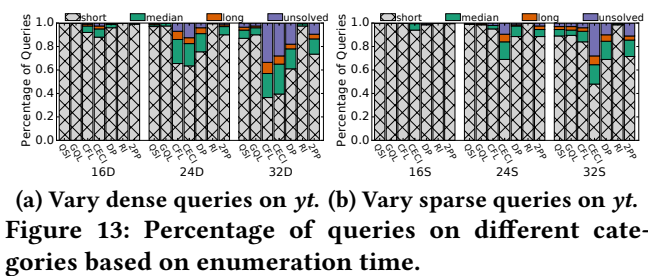 short median long unsolved
Percentage of Queries
1.0
0.8
0.6
0.4
0.2
0.0
QSI GQL CFL CECI DP RI 2PP QSI GQL CFL CECI DP RI 2PP QSI GQL CFL CECI DP RI 2PP
16D 24D 32D
short median long unsolved
Percentage of Queries
1.0
0.8
0.6
0.4
0.2
0.0
QSI GQL CFL CECI DP RI 2PP QSI GQL CFL CECI DP RI 2PP QSI GQL CFL CECI DP RI 2PP
16S 24S 32S
(a) Vary dense queries on yt. (b) Vary sparse queries on yt.
Figure 13: Percentage of queries on different cate-
gories based on enumeration time.